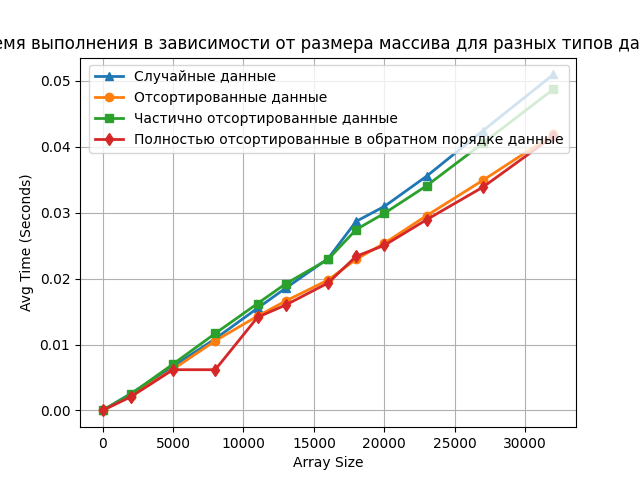 выполнения в зависимости от размера массива для разных типов
Случайные данные
Отсортированные данные
Частично отсортированные данные
Полностью отсортированные в обратном порядке данные
0.05
0.04
0.03
0.02
0.01
0.00
Avg Time (Seconds)
0 5000 10000 15000 20000 25000 30000
Array Size